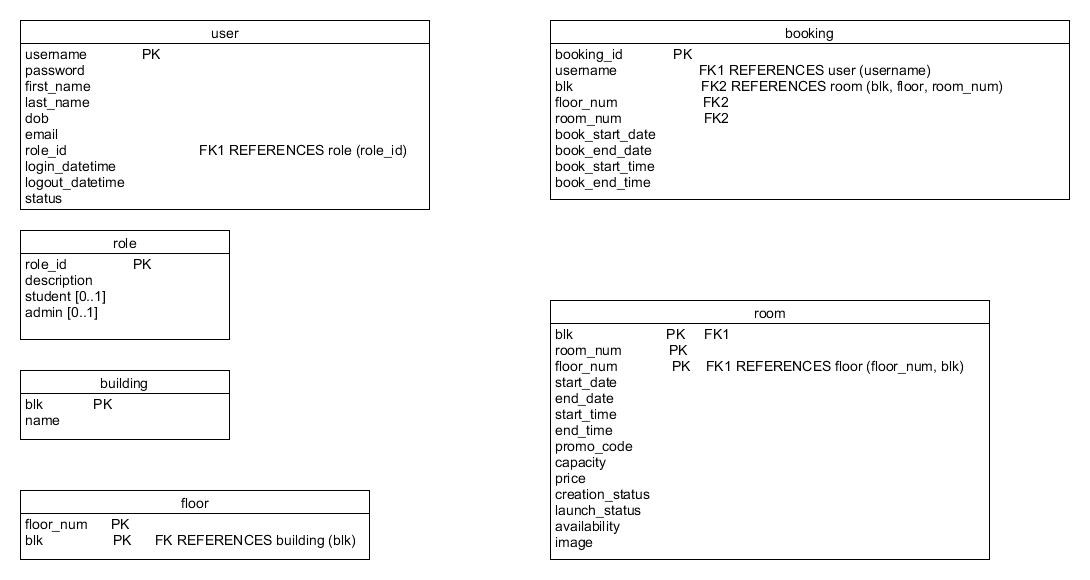 user
username PK
password
first_name
last_name
dob
email
role_id FK1 REFERENCES role (role_id)
login_datetime
logout_datetime
status
role
role_id PK
description
student [0..1]
admin [0..1]
building
blk PK
name
floor
floor_num PK
blk PK FK REFERENCES building (blk)
booking
booking_id PK
username FK1 REFERENCES user (username)
blk FK2 REFERENCES room (blk, floor, room_num)
floor_num FK2
room_num FK2
book_start_date
book_end_date
book_start_time
book_end_time
room
blk PK FK1
room_num PK
floor_num PK FK1 REFERENCES floor (floor_num, blk)
start_date
end_date
start_time
end_time
promo_code
capacity
price
creation_status
launch_status
availability
image